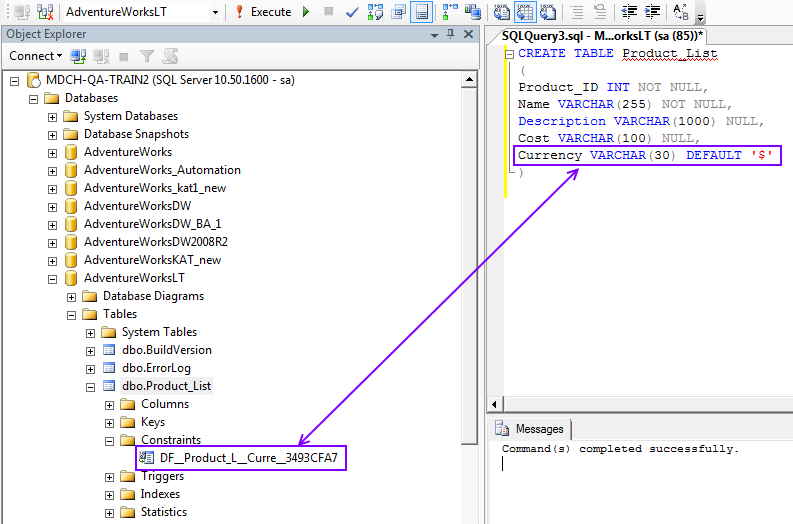 AdventureWorksLT
Execute
Object Explorer
Connect
MDCH-QA-TRAIN2 (SQL Server 10.50.1600 - sa)
Databases
System Databases
Database Snapshots
AdventureWorks
AdventureWorks_Automation
AdventureWorks_kat1_new
AdventureWorksDW
AdventureWorksDW_BA_1
AdventureWorksDW2008R2
AdventureWorksKAT_new
AdventureWorksLT
Database Diagrams
Tables
System Tables
dbo.BuildVersion
dbo.ErrorLog
dbo.Product_List
Columns
Keys
Constraints
DF__Product_L__Curre__3493CFA7
Triggers
Indexes
Statistics
SQLQuery3.sql - M...orksLT (sa (85))*
CREATE TABLE Product_List
(
Product_ID INT NOT NULL,
Name VARCHAR(255) NOT NULL,
Description VARCHAR(1000) NULL,
Cost VARCHAR(100) NULL,
Currency VARCHAR(30) DEFAULT '$'
)
Messages
Command(s) completed successfully.